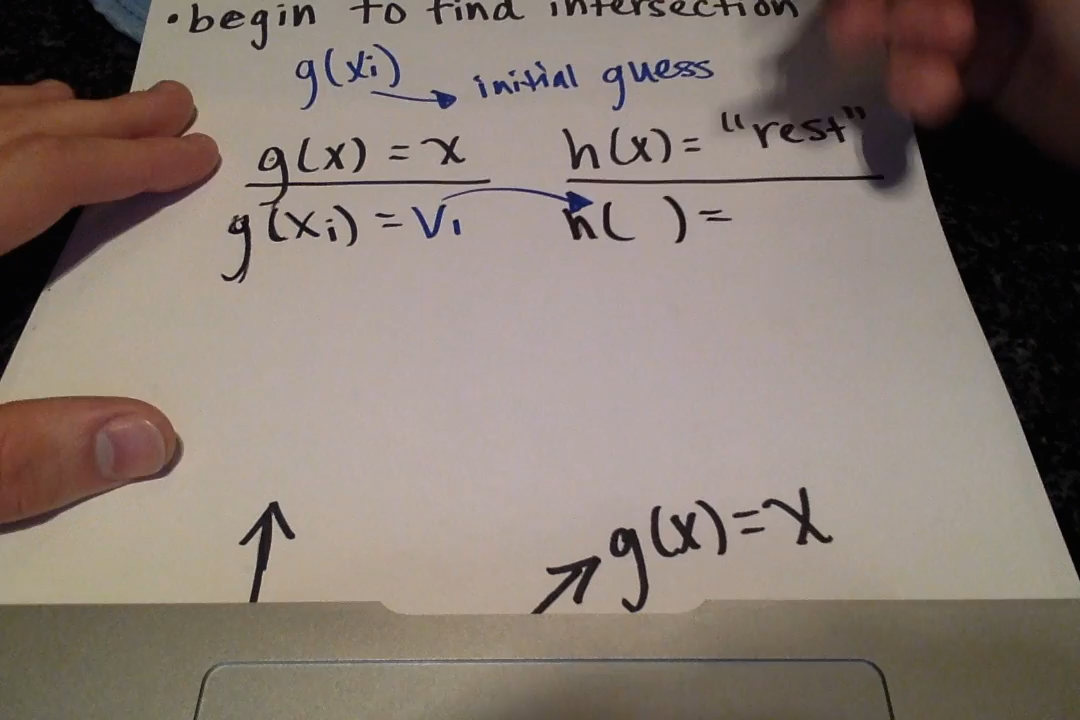 • begin to find intersection
g(xi) → initial guess
g(x) = x h(x) = "rest"
g(xi) = V₁ h( ) =
g(x) = x